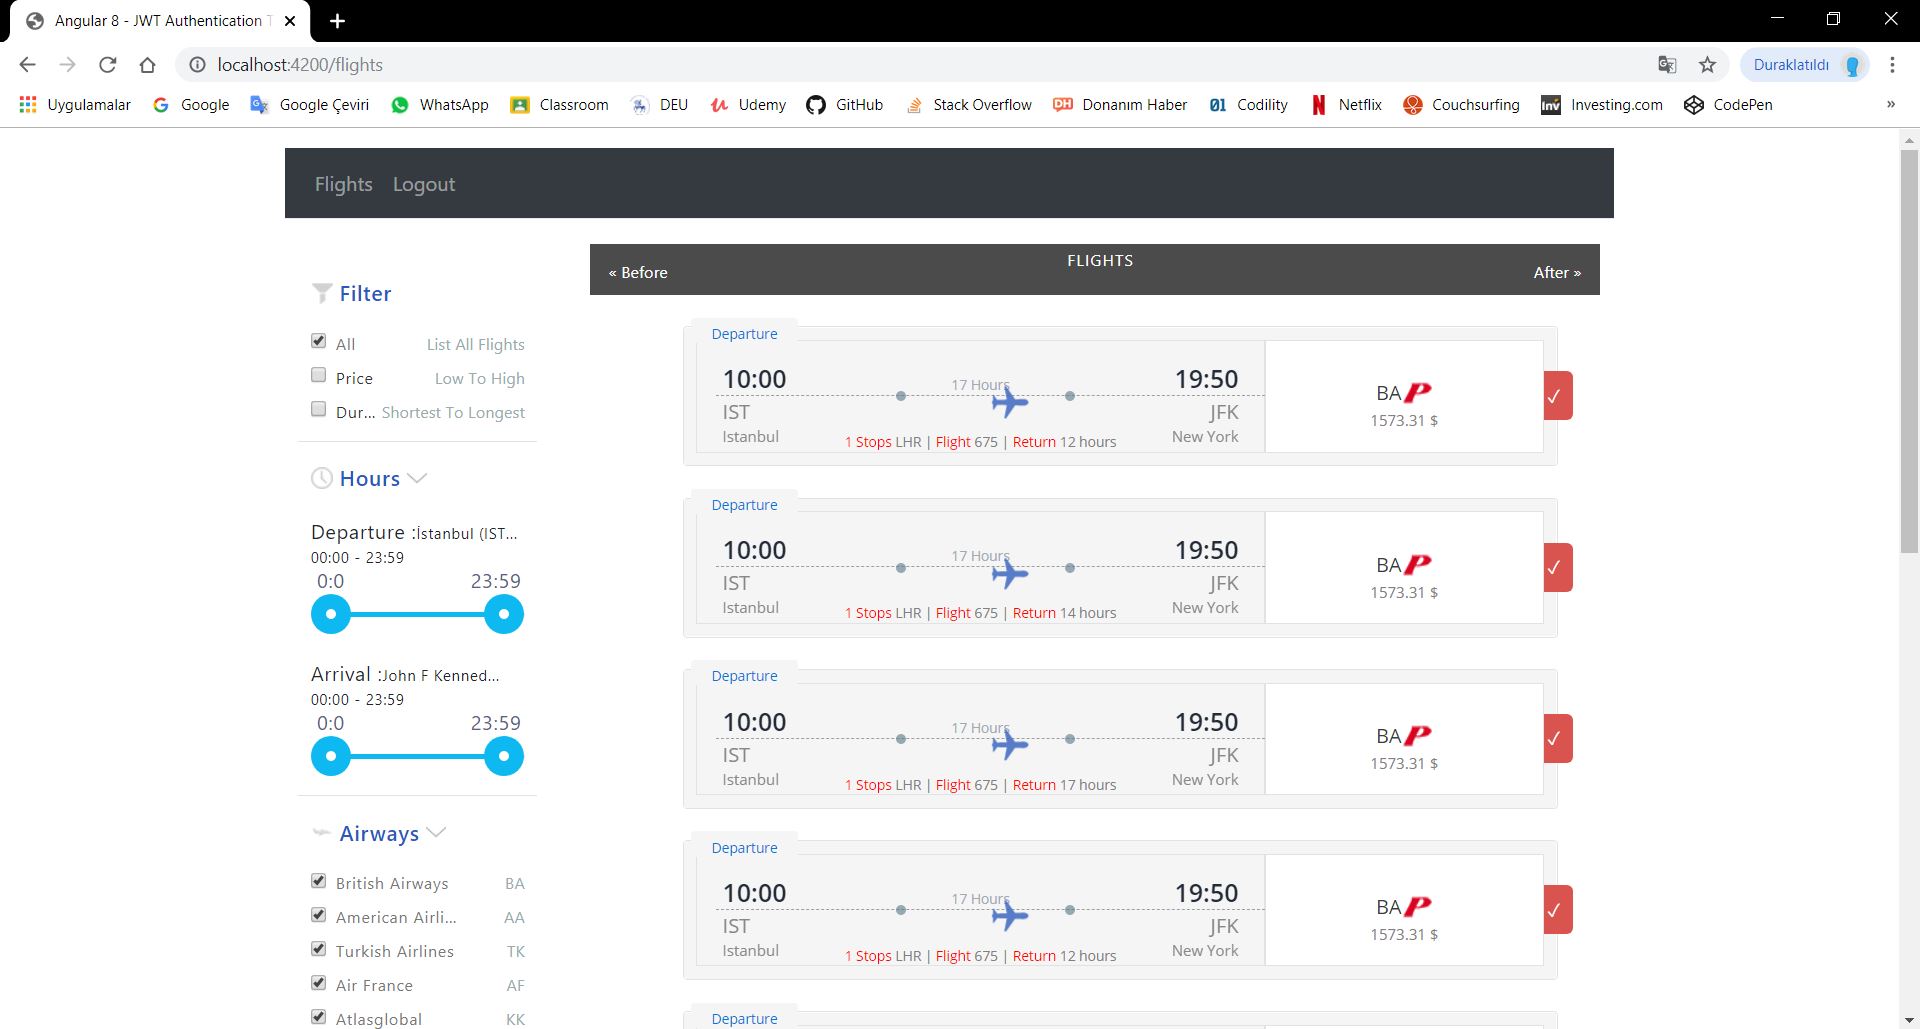 Angular 8 - JWT Authentication T
localhost:4200/flights
Duraklatıldı
Uygulamalar Google Google Çeviri WhatsApp Classroom DEU Udemy GitHub Stack Overflow Donanım Haber Codility Netflix Couchsurfing Investing.com CodePen »
Flights Logout
FLIGHTS
« Before After »
Filter
All List All Flights
Price Low To High
Dur... Shortest To Longest
Hours
Departure :İstanbul (IST...
00:00 - 23:59
0:0 23:59
Arrival :John F Kenned...
00:00 - 23:59
0:0 23:59
Airways
British Airways BA
American Airli... AA
Turkish Airlines TK
Air France AF
Atlasglobal KK
Departure
10:00 17 Hours 19:50
IST JFK
Istanbul New York
1 Stops LHR | Flight 675 | Return 12 hours
BA
1573.31 $
Departure
10:00 17 Hours 19:50
IST JFK
Istanbul New York
1 Stops LHR | Flight 675 | Return 14 hours
BA
1573.31 $
Departure
10:00 17 Hours 19:50
IST JFK
Istanbul New York
1 Stops LHR | Flight 675 | Return 17 hours
BA
1573.31 $
Departure
10:00 17 Hours 19:50
IST JFK
Istanbul New York
1 Stops LHR | Flight 675 | Return 12 hours
BA
1573.31 $
Departure